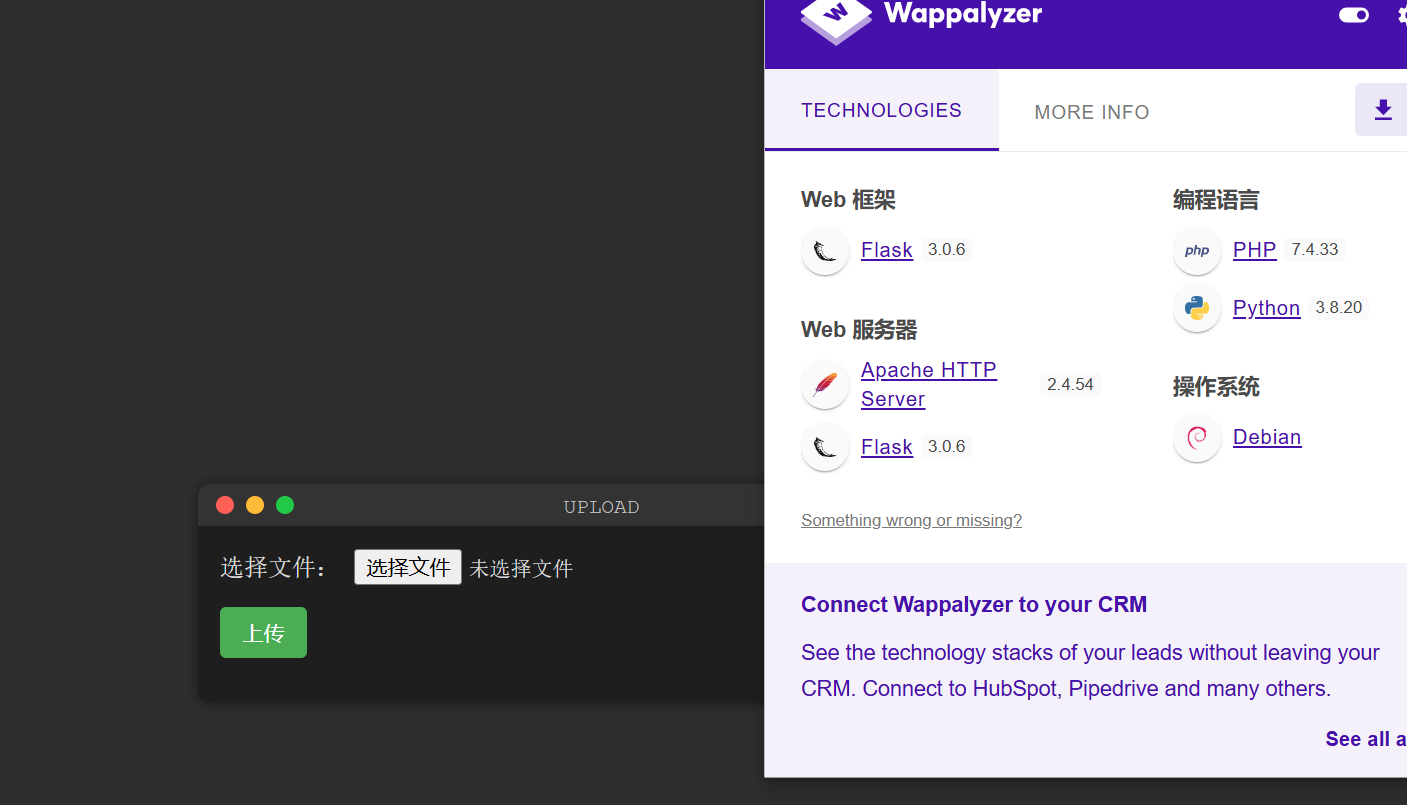 Wappalyzer
TECHNOLOGIES
MORE INFO
Web 框架
Flask 3.0.6
Web 服务器
Apache HTTP
Server
2.4.54
Flask 3.0.6
编程语言
php
PHP 7.4.33
Python 3.8.20
操作系统
Debian
Something wrong or missing?
Connect Wappalyzer to your CRM
See the technology stacks of your leads without leaving your
CRM. Connect to HubSpot, Pipedrive and many others.
See all a
UPLOAD
选择文件： 选择文件 未选择文件
上传